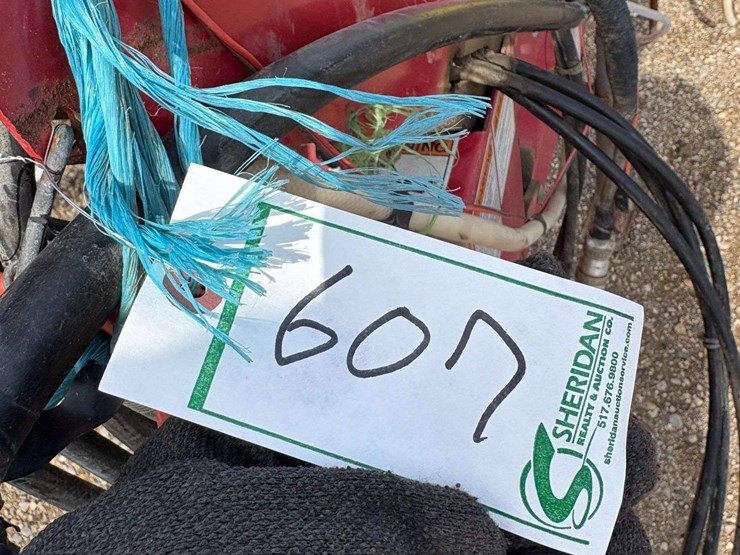 607
SHERIDAN
REALTY & AUCTION CO.
517.676.9800
sheridanauctionservice.com